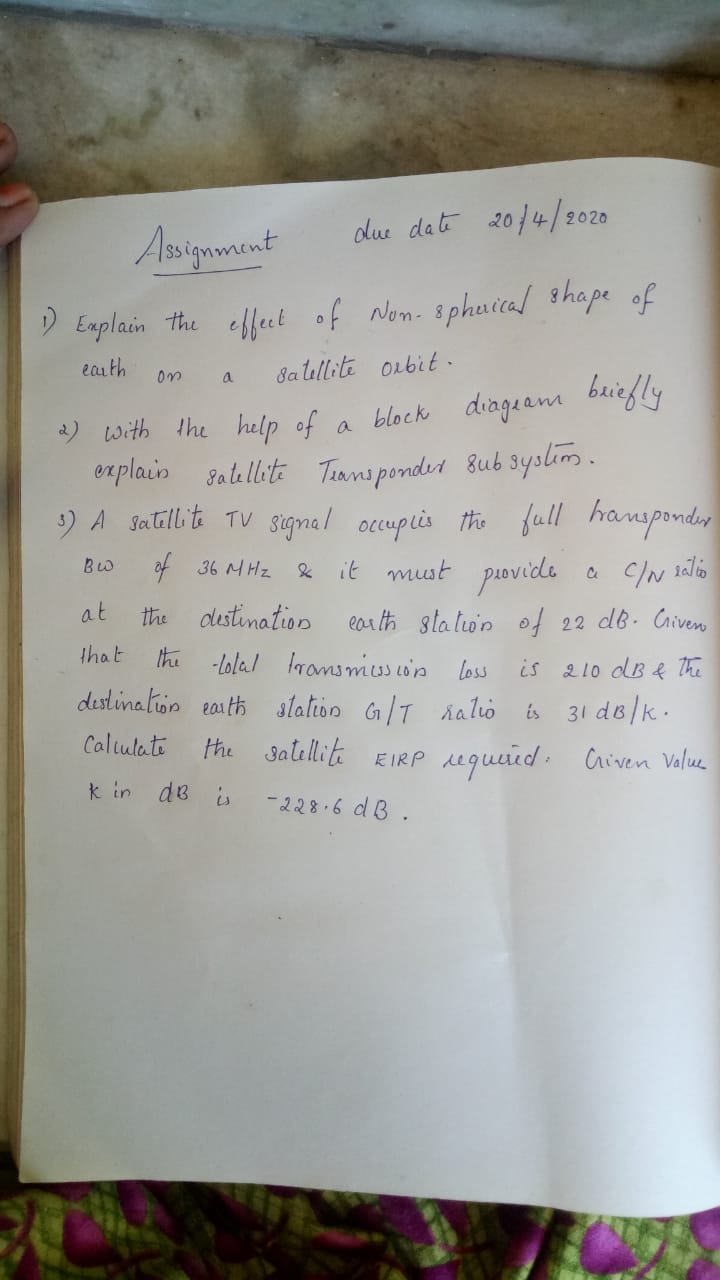 Assignment due date 20/4/2020
1) Explain the effect of Non-spherical shape of
earth on a satellite orbit.
2) With the help of a block diagram briefly
explain satellite Transponder subsystem.
3) A satellite TV signal occupies the full transponder
BW of 36 MHz & it must provide a C/N ratio
at the destination earth station of 22 dB. Given
that the total transmission loss is 210 dB & the
destination earth station G/T ratio is 31 dB/K.
Calculate the satellite EIRP required. Given value
k in dB is -228.6 dB.